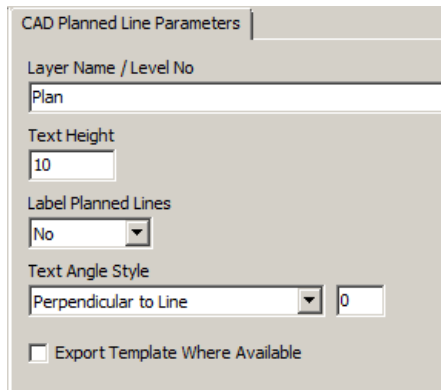 CAD Planned Line Parameters
Layer Name / Level No
Plan
Text Height
10
Label Planned Lines
No
Text Angle Style
Perpendicular to Line 0
Export Template Where Available